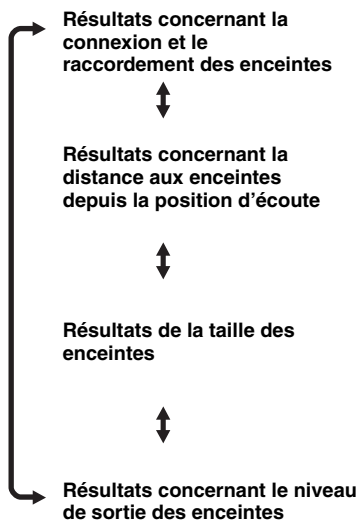 Résultats concernant la
connexion et le
raccordement des enceintes
Résultats concernant la
distance aux enceintes
depuis la position d'écoute
Résultats de la taille des
enceintes
Résultats concernant le niveau
de sortie des enceintes